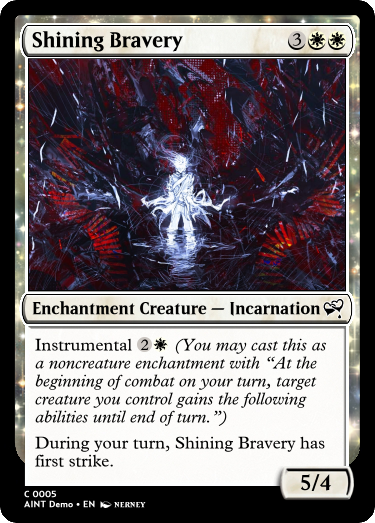 Shining Bravery 3
Enchantment Creature — Incarnation
Instrumental 2 (You may cast this as
a noncreature enchantment with “At the
beginning of combat on your turn, target
creature you control gains the following
abilities until end of turn.”)
During your turn, Shining Bravery has
first strike.
5/4
C 0005
AINT Demo • EN NERNEY